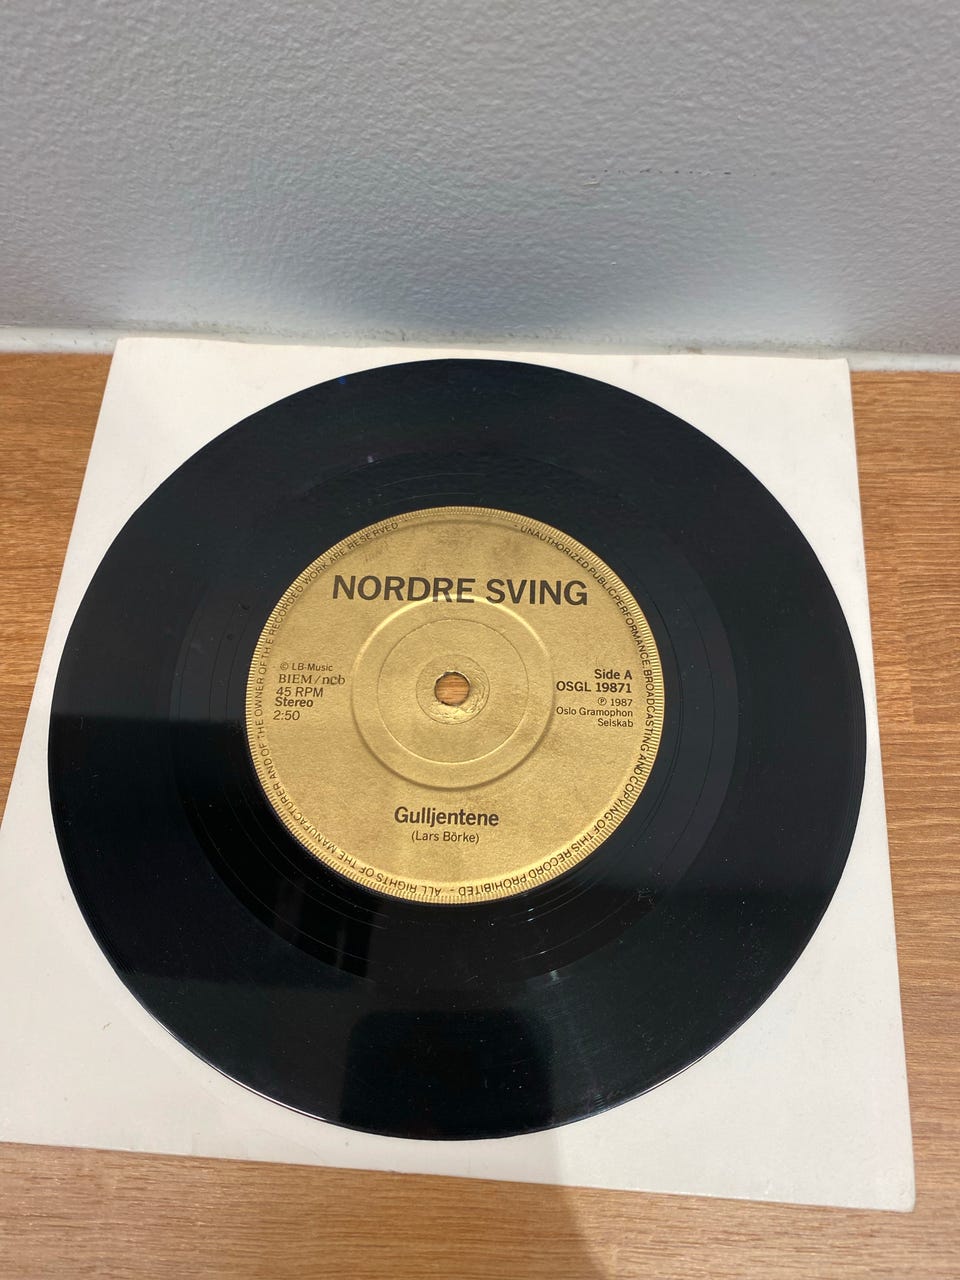 NORDRE SVING
© LB-Music
BIEM/ncb
45 RPM
Stereo
2:50
Side A
OSGL 19871
℗ 1987
Oslo Gramophon
Selskab
Gulljentene
(Lars Börke)
ALL RIGHTS OF THE MANUFACTURER AND OF THE OWNER OF THE RECORDED WORK ARE RESERVED - UNAUTHORIZED PUBLIC PERFORMANCE, BROADCASTING AND COPYING OF THIS RECORD PROHIBITED -